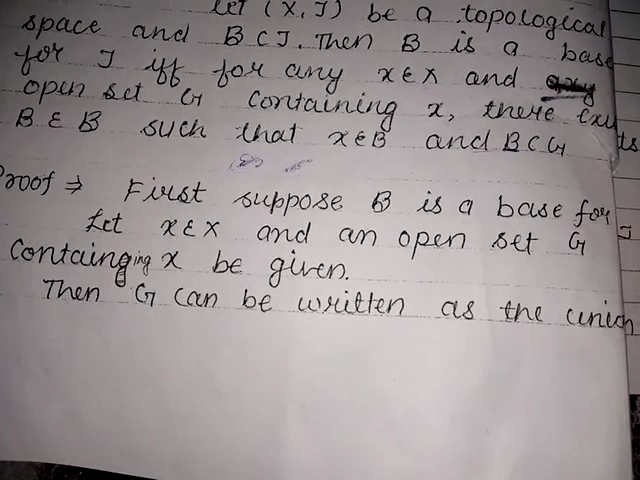 Let (X, J) be a topological
space and B ⊂ J. Then B is a base
for J iff for any x ∈ X and
open set G containing x, there exists
B ∈ B such that x ∈ B and B ⊂ G
Proof ⇒ First suppose B is a base for J
Let x ∈ X and an open set G
Containging x be given.
Then G can be written as the union